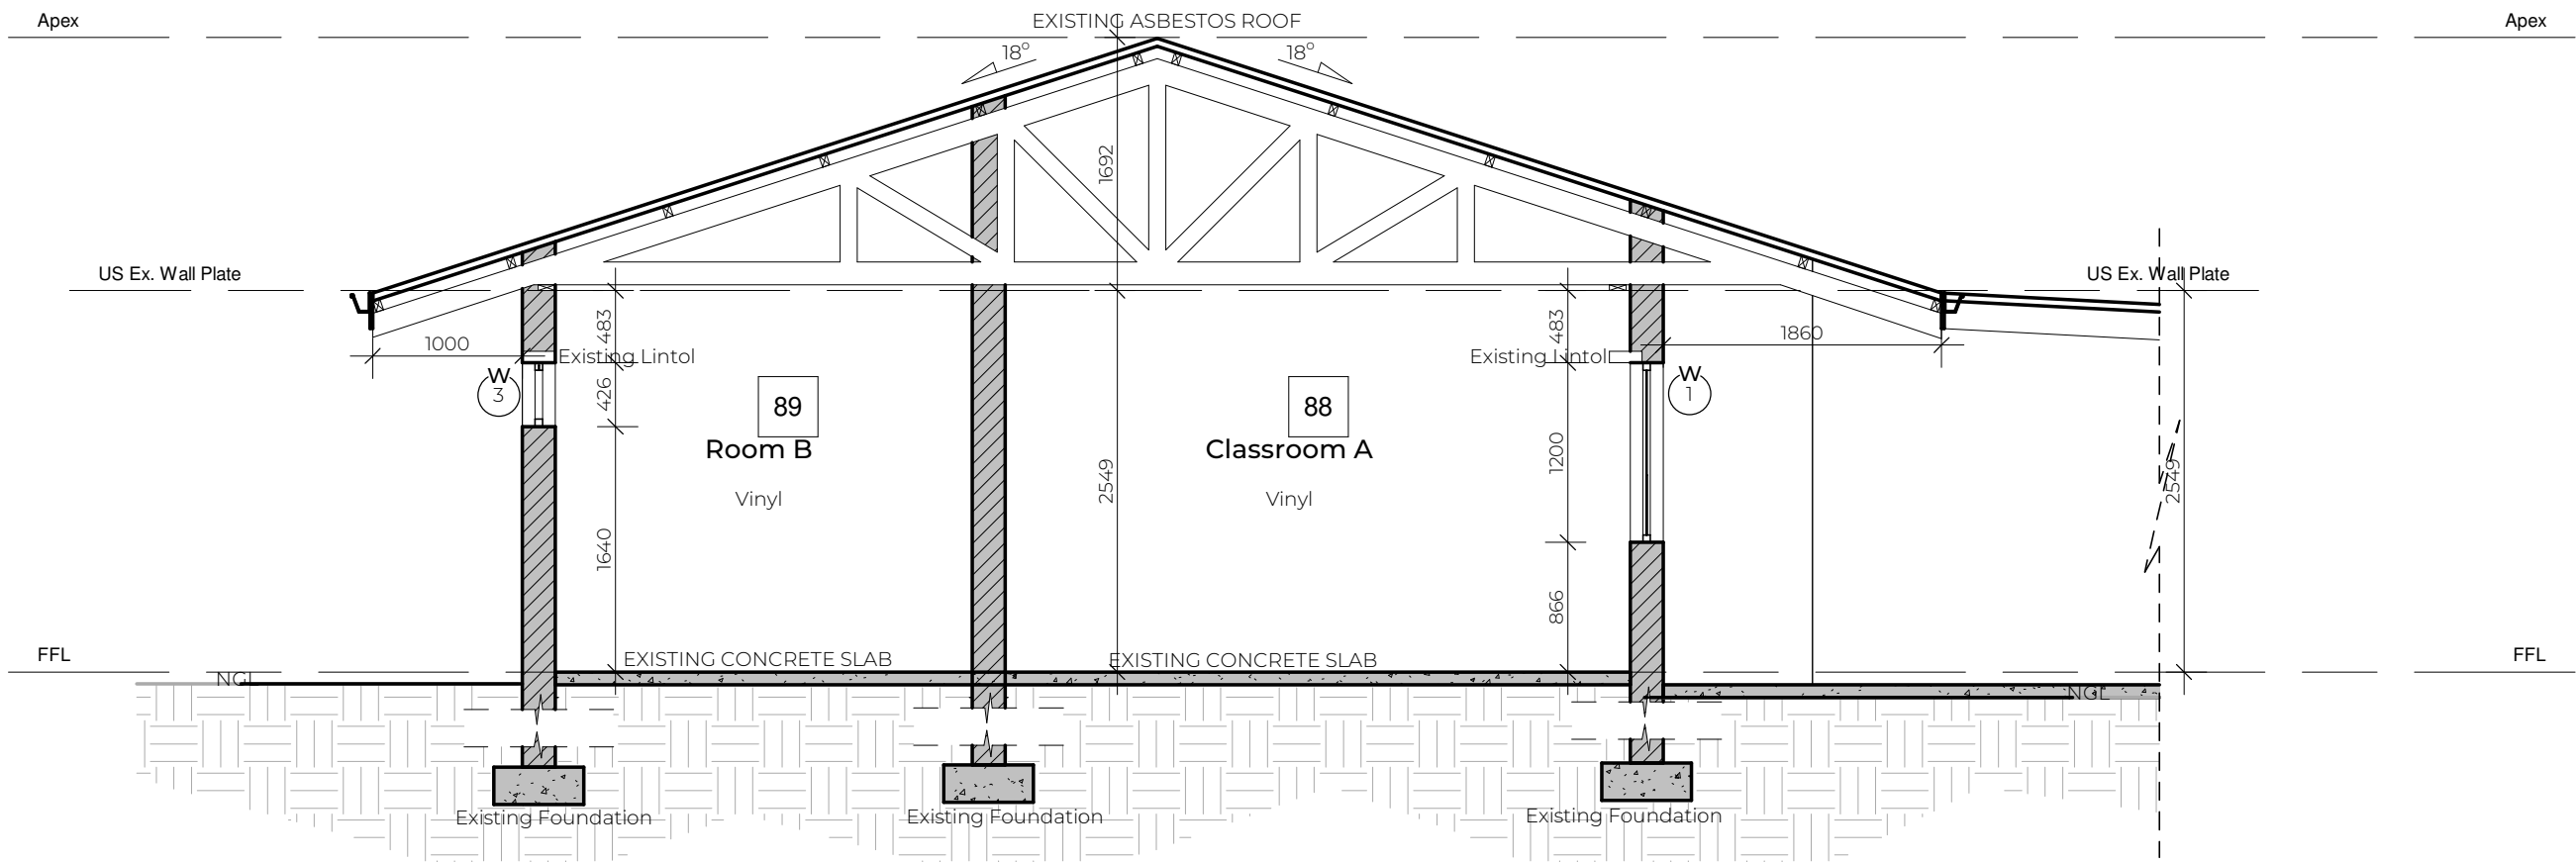 Apex
EXISTING ASBESTOS ROOF
Apex
18°
18°
1692
US Ex. Wall Plate
US Ex. Wall Plate
1000
483
Existing Lintol
Existing Lintol
483
1860
W
3
426
89
Room B
Vinyl
88
Classroom A
Vinyl
W
1
2549
1200
2549
1640
866
FFL
EXISTING CONCRETE SLAB
EXISTING CONCRETE SLAB
FFL
NGL
NGL
Existing Foundation
Existing Foundation
Existing Foundation